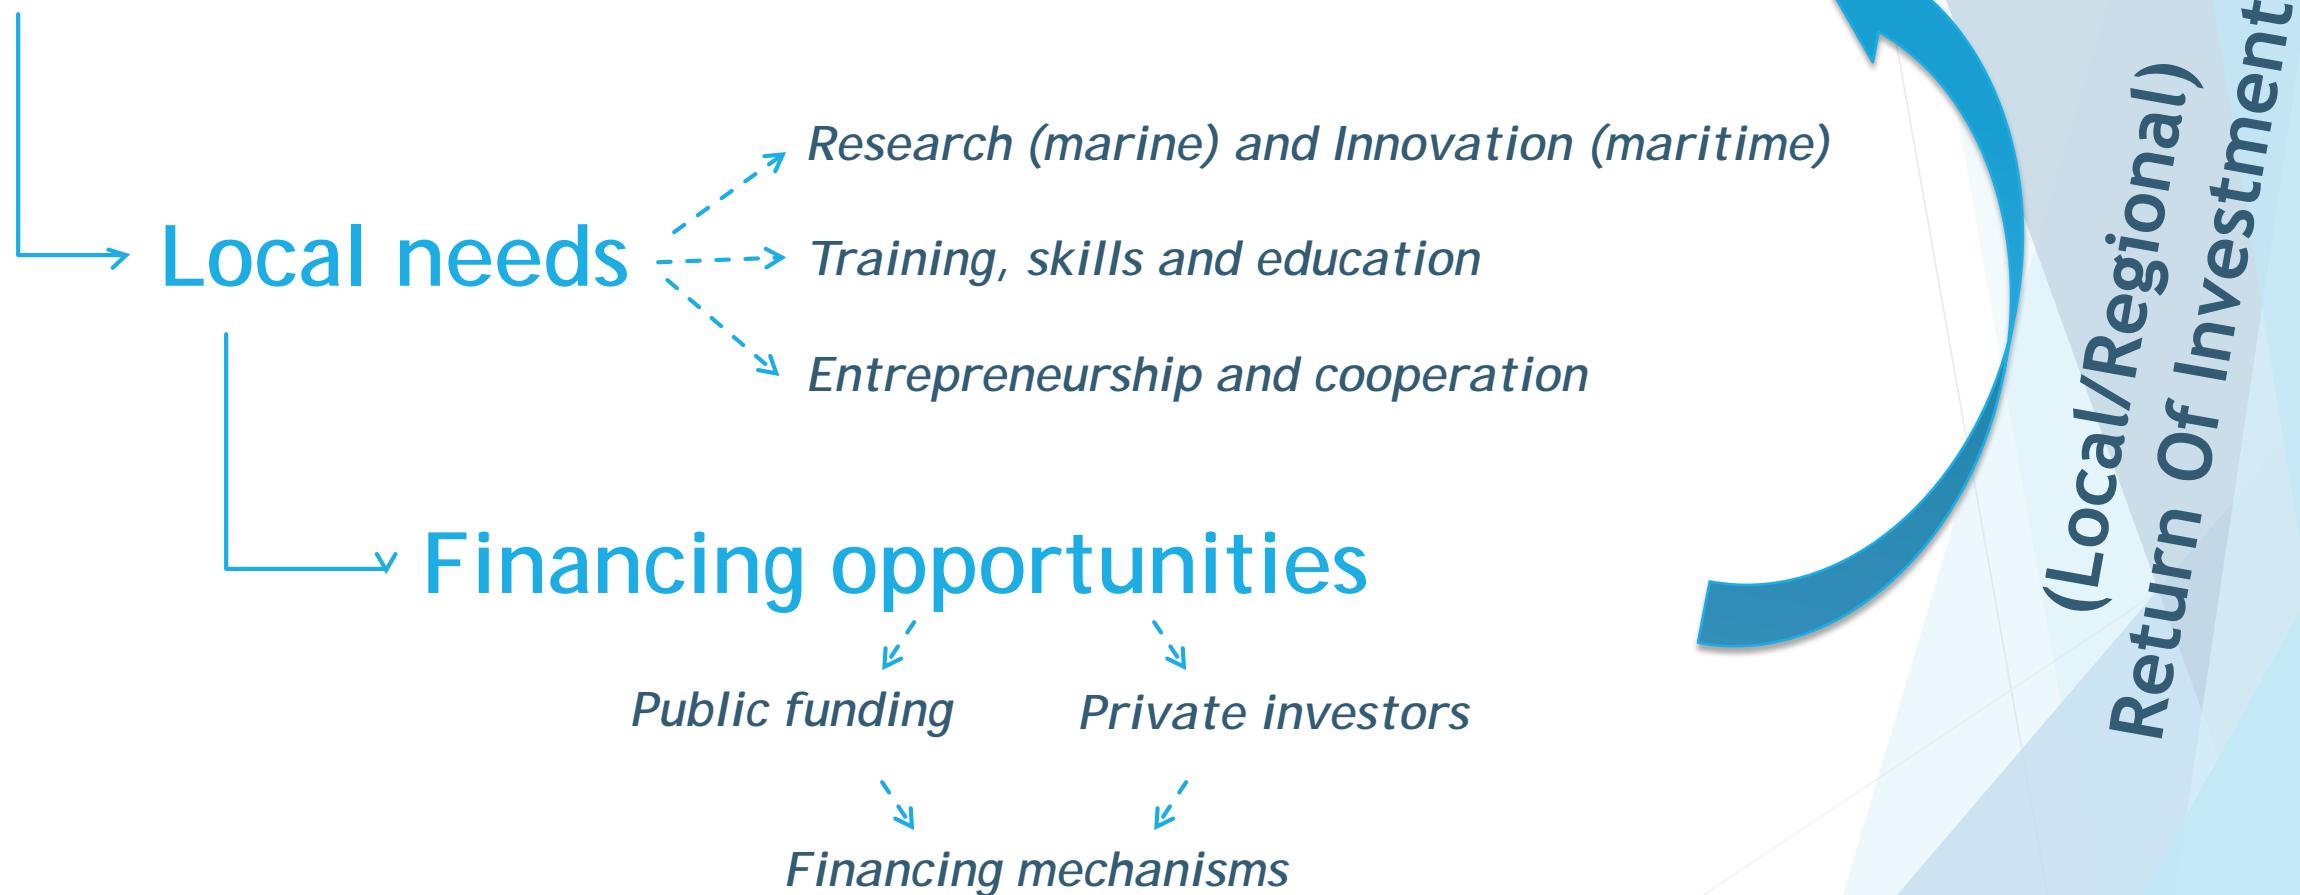 Research (marine) and Innovation (maritime)
Local needs
Training, skills and education
Entrepreneurship and cooperation
Financing opportunities
Public funding
Private investors
Financing mechanisms
(Local/Regional)
Return Of Investment